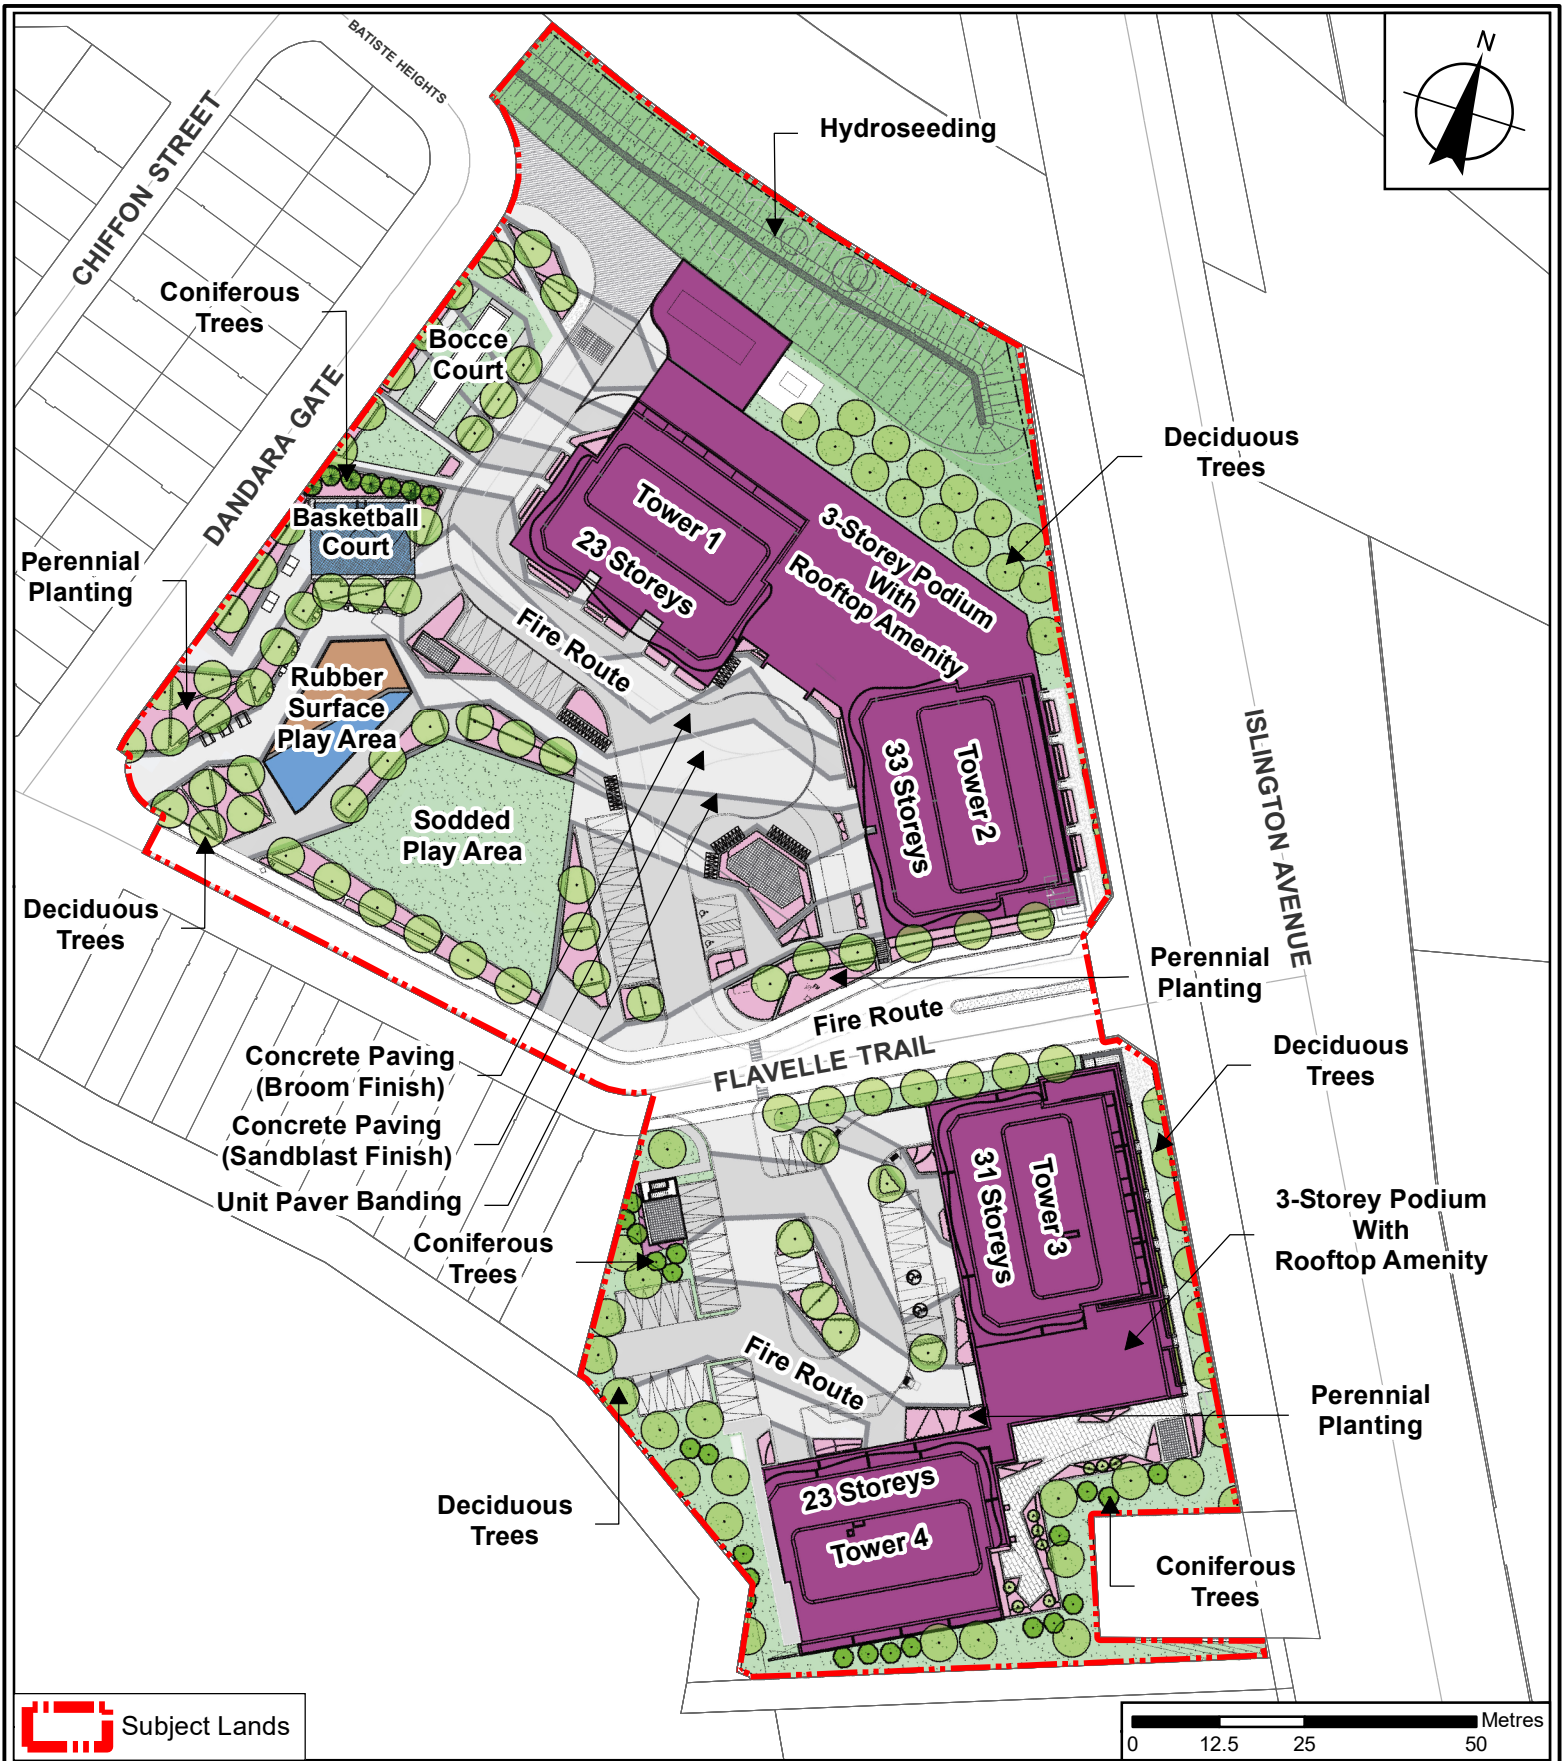 BATISTE HEIGHTS
N
CHIFFON STREET
Hydroseeding
Coniferous
Trees
Bocce
Court
DANDARA GATE
Deciduous
Trees
Basketball
Court
Tower 1
23 Storeys
3-Storey Podium
With
Rooftop Amenity
Perennial
Planting
Fire Route
Rubber
Surface
Play Area
ISLINGTON AVENUE
33 Storeys
Tower 2
Sodded
Play Area
Deciduous
Trees
Perennial
Planting
Fire Route
FLAVELLE TRAIL
Concrete Paving
(Broom Finish)
Concrete Paving
(Sandblast Finish)
Unit Paver Banding
Deciduous
Trees
31 Storeys
Tower 3
3-Storey Podium
With
Rooftop Amenity
Coniferous
Trees
Fire Route
Perennial
Planting
Deciduous
Trees
23 Storeys
Tower 4
Coniferous
Trees
Subject Lands
Metres
0 12.5 25 50